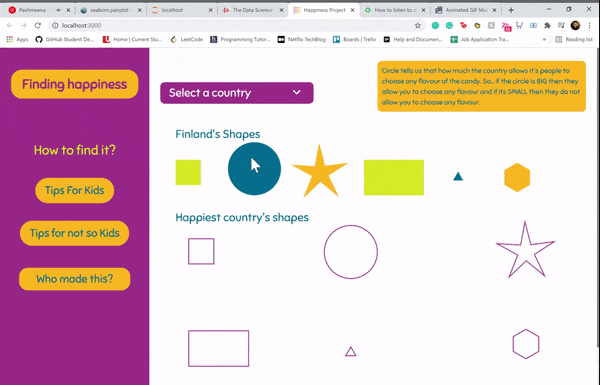 Pashmeena
seaborn.pairplot
localhost
The Data Science
Happiness Project
How to listen to
Animated GIF M
localhost:3000
Apps
GitHub Student De
Home | Current Stu
LeetCode
Programming Tutor
Netflix TechBlog
Boards | Trello
Help and Documen
Job Application Tra
Reading list
Finding happiness
How to find it?
Tips For Kids
Tips for not so Kids
Who made this?
Select a country
Circle tells us that how much the country allows it's people to
choose any flavour of the candy. So.. if the circle is BIG then they
allow you to choose any flavour and if its SMALL then they do not
allow you to choose any flavour.
Finland's Shapes
Happiest country's shapes